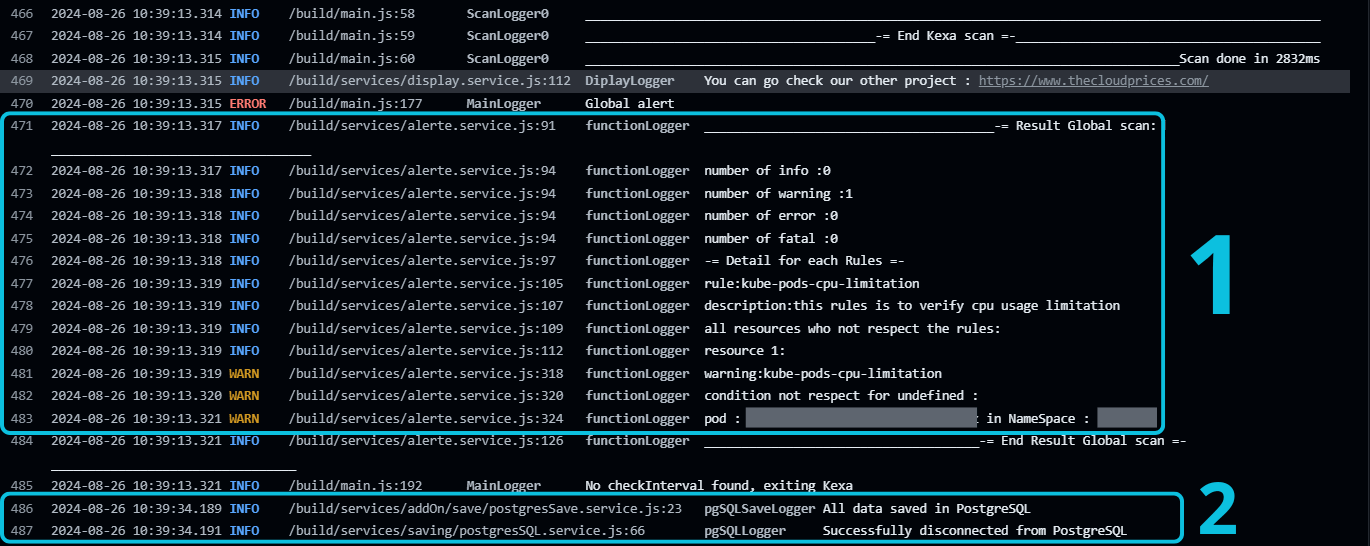 466 2024-08-26 10:39:13.314 INFO /build/main.js:58 ScanLogger0 ____________________
467 2024-08-26 10:39:13.314 INFO /build/main.js:59 ScanLogger0 ____________________-= End Kexa scan =-____________________
468 2024-08-26 10:39:13.315 INFO /build/main.js:60 ScanLogger0 ____________________Scan done in 2832ms
469 2024-08-26 10:39:13.315 INFO /build/services/display.service.js:112 DiplayLogger You can go check our other project : https://www.thecloudprices.com/
470 2024-08-26 10:39:13.315 ERROR /build/main.js:177 MainLogger Global alert
471 2024-08-26 10:39:13.317 INFO /build/services/alerte.service.js:91 functionLogger ____________________-= Result Global scan:
____________________
472 2024-08-26 10:39:13.317 INFO /build/services/alerte.service.js:94 functionLogger number of info :0
473 2024-08-26 10:39:13.318 INFO /build/services/alerte.service.js:94 functionLogger number of warning :1
474 2024-08-26 10:39:13.318 INFO /build/services/alerte.service.js:94 functionLogger number of error :0
475 2024-08-26 10:39:13.318 INFO /build/services/alerte.service.js:94 functionLogger number of fatal :0
476 2024-08-26 10:39:13.318 INFO /build/services/alerte.service.js:97 functionLogger -= Detail for each Rules =-
477 2024-08-26 10:39:13.319 INFO /build/services/alerte.service.js:105 functionLogger rule:kube-pods-cpu-limitation
478 2024-08-26 10:39:13.319 INFO /build/services/alerte.service.js:107 functionLogger description:this rules is to verify cpu usage limitation
479 2024-08-26 10:39:13.319 INFO /build/services/alerte.service.js:109 functionLogger all resources who not respect the rules:
480 2024-08-26 10:39:13.319 INFO /build/services/alerte.service.js:112 functionLogger resource 1:
481 2024-08-26 10:39:13.319 WARN /build/services/alerte.service.js:318 functionLogger warning:kube-pods-cpu-limitation
482 2024-08-26 10:39:13.320 WARN /build/services/alerte.service.js:320 functionLogger condition not respect for undefined :
483 2024-08-26 10:39:13.321 WARN /build/services/alerte.service.js:324 functionLogger pod : in NameSpace :
1
484 2024-08-26 10:39:13.321 INFO /build/services/alerte.service.js:126 functionLogger ____________________-= End Result Global scan =-
____________________
485 2024-08-26 10:39:13.321 INFO /build/main.js:192 MainLogger No checkInterval found, exiting Kexa
486 2024-08-26 10:39:34.189 INFO /build/services/addOn/save/postgresSave.service.js:23 pgSQLSaveLogger All data saved in PostgreSQL
487 2024-08-26 10:39:34.191 INFO /build/services/saving/postgresSQL.service.js:66 pgSQLLogger Successfully disconnected from PostgreSQL
2